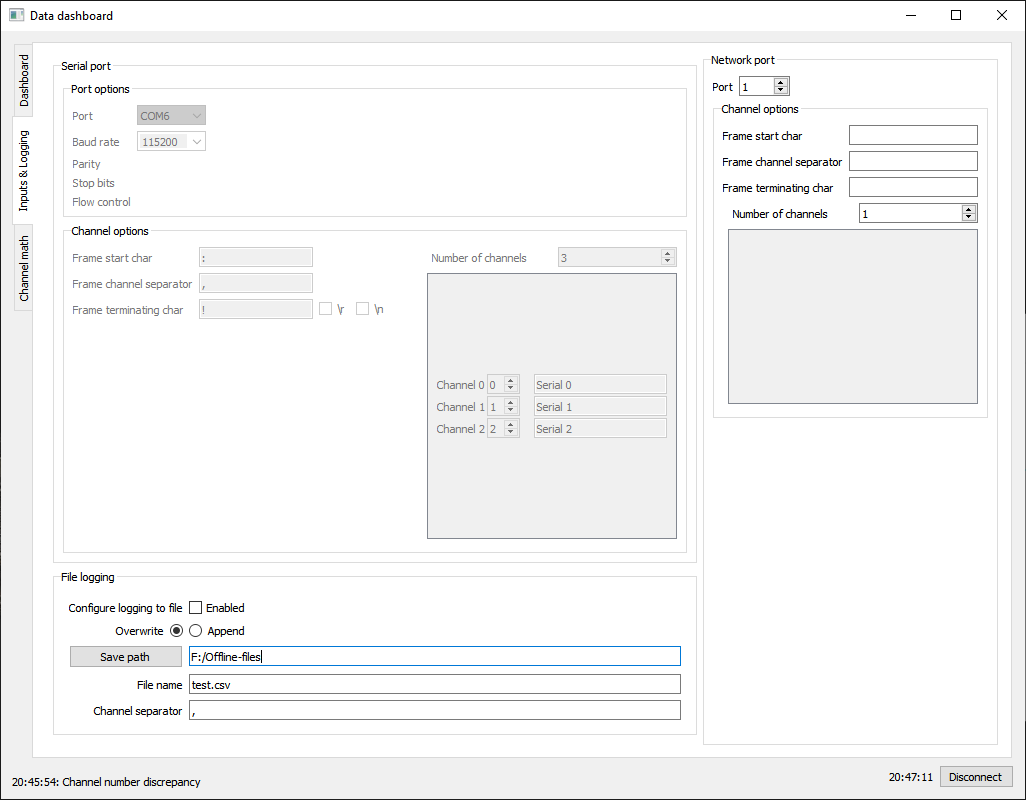 Data dashboard
Dashboard
Inputs & Logging
Channel math
Serial port
Port options
Port COM6
Baud rate 115200
Parity
Stop bits
Flow control
Channel options
Frame start char :
Frame channel separator ,
Frame terminating char ! \r \n
Number of channels 3
Channel 0 0 Serial 0
Channel 1 1 Serial 1
Channel 2 2 Serial 2
File logging
Configure logging to file Enabled
Overwrite Append
Save path F:/Offline-files
File name test.csv
Channel separator ,
Network port
Port 1
Channel options
Frame start char
Frame channel separator
Frame terminating char
Number of channels 1
20:45:54: Channel number discrepancy
20:47:11 Disconnect